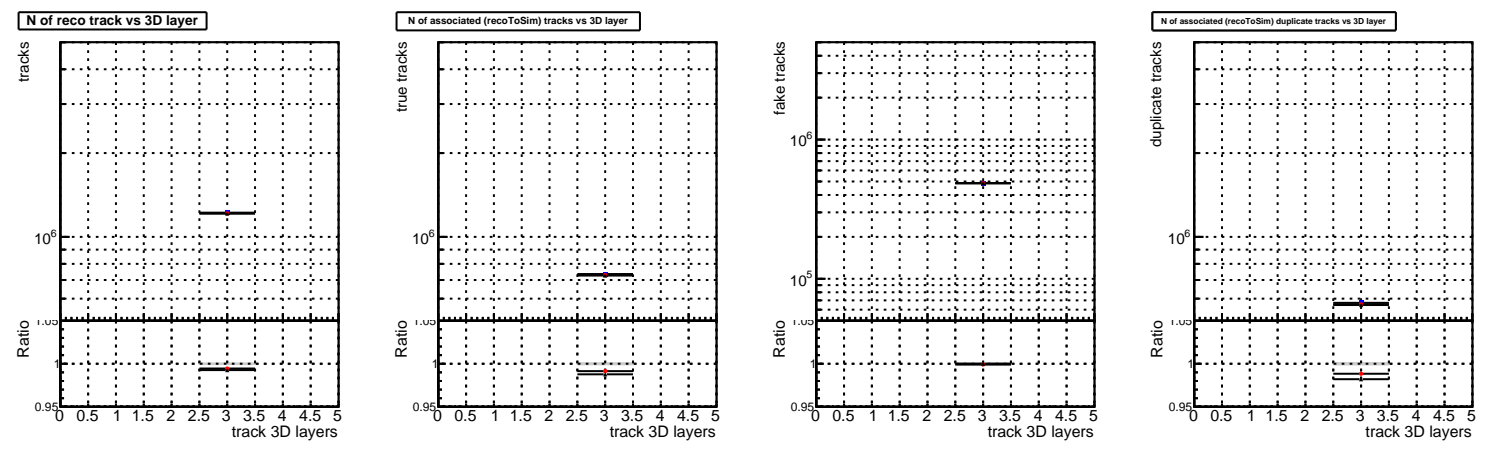 N of reco track vs 3D layer
tracks
10^6
1.05
Ratio
1
0.95
0 0.5 1 1.5 2 2.5 3 3.5 4 4.5 5
track 3D layers
N of associated (recoToSim) tracks vs 3D layer
true tracks
10^6
1.05
Ratio
1
0.95
0 0.5 1 1.5 2 2.5 3 3.5 4 4.5 5
track 3D layers
fake tracks
10^6
10^5
1.05
Ratio
1
0.95
0 0.5 1 1.5 2 2.5 3 3.5 4 4.5 5
track 3D layers
N of associated (recoToSim) duplicate tracks vs 3D layer
duplicate tracks
10^6
1.05
Ratio
1
0.95
0 0.5 1 1.5 2 2.5 3 3.5 4 4.5 5
track 3D layers